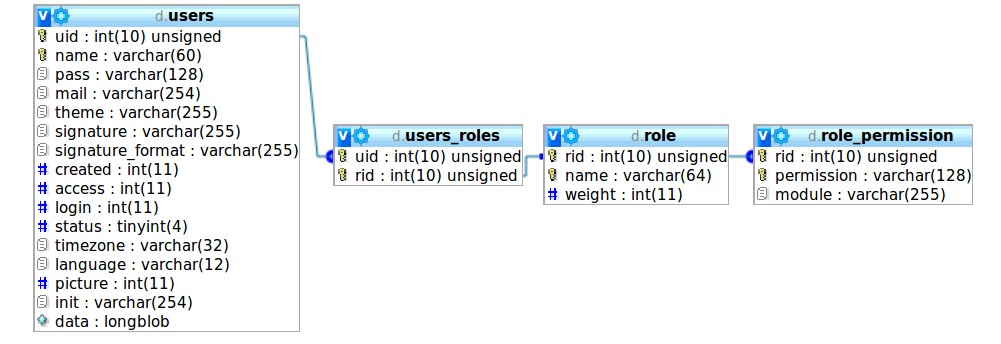 d.users
uid : int(10) unsigned
name : varchar(60)
pass : varchar(128)
mail : varchar(254)
theme : varchar(255)
signature : varchar(255)
signature_format : varchar(255)
# created : int(11)
# access : int(11)
# login : int(11)
# status : tinyint(4)
timezone : varchar(32)
language : varchar(12)
# picture : int(11)
init : varchar(254)
data : longblob
d.users_roles
uid : int(10) unsigned
rid : int(10) unsigned
d.role
rid : int(10) unsigned
name : varchar(64)
# weight : int(11)
d.role_permission
rid : int(10) unsigned
permission : varchar(128)
module : varchar(255)